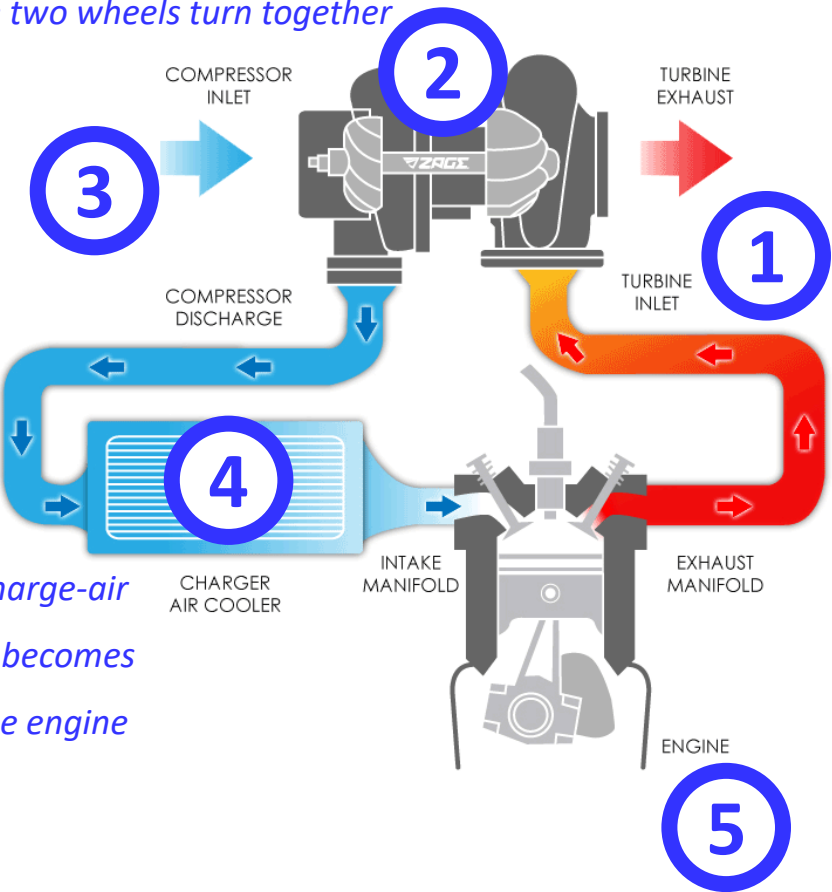 two wheels turn together
COMPRESSOR
INLET
2
TURBINE
EXHAUST
3
ZAGE
1
COMPRESSOR
DISCHARGE
TURBINE
INLET
4
CHARGER
AIR COOLER
INTAKE
MANIFOLD
EXHAUST
MANIFOLD
harge-air
becomes
e engine
ENGINE
5